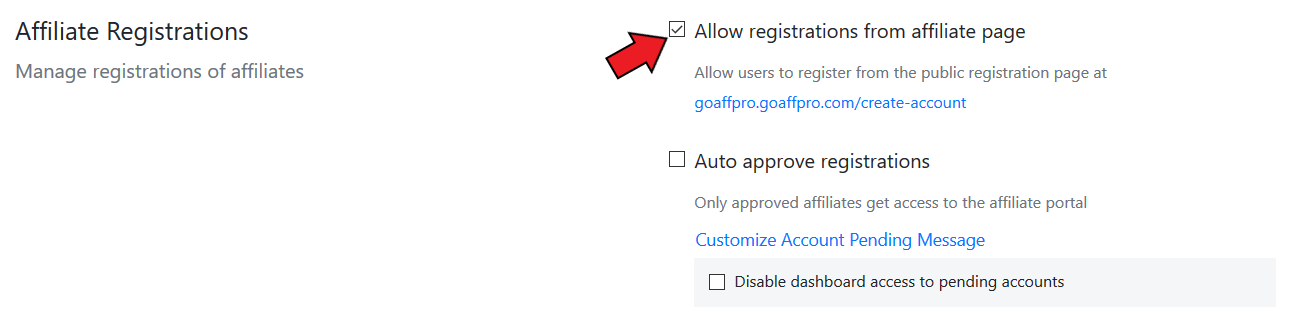 Affiliate Registrations
Manage registrations of affiliates
Allow registrations from affiliate page
Allow users to register from the public registration page at
goaffpro.goaffpro.com/create-account
Auto approve registrations
Only approved affiliates get access to the affiliate portal
Customize Account Pending Message
Disable dashboard access to pending accounts